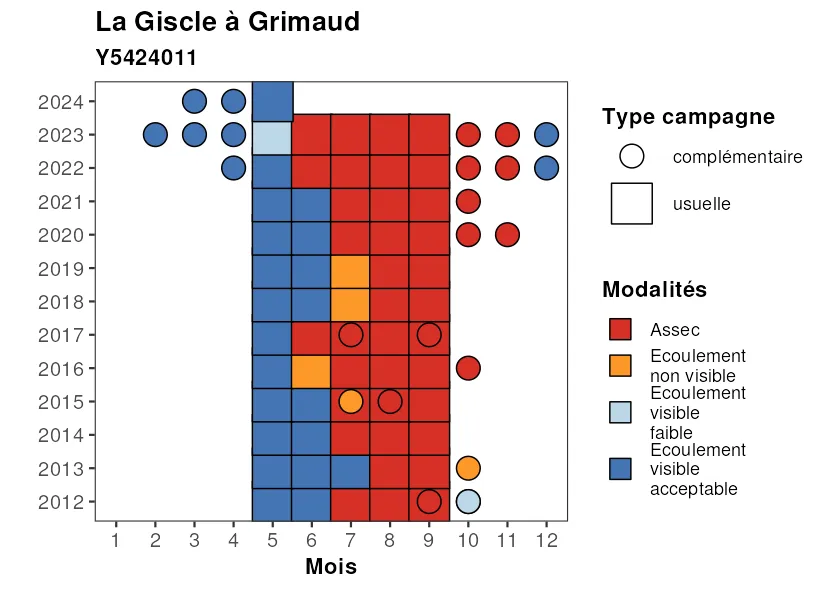 La Giscle à Grimaud
Y5424011
2024
2023
2022
2021
2020
2019
2018
2017
2016
2015
2014
2013
2012
1 2 3 4 5 6 7 8 9 10 11 12
Mois
Type campagne
complémentaire
usuelle
Modalités
Assec
Ecoulement
non visible
Ecoulement
visible
faible
Ecoulement
visible
acceptable